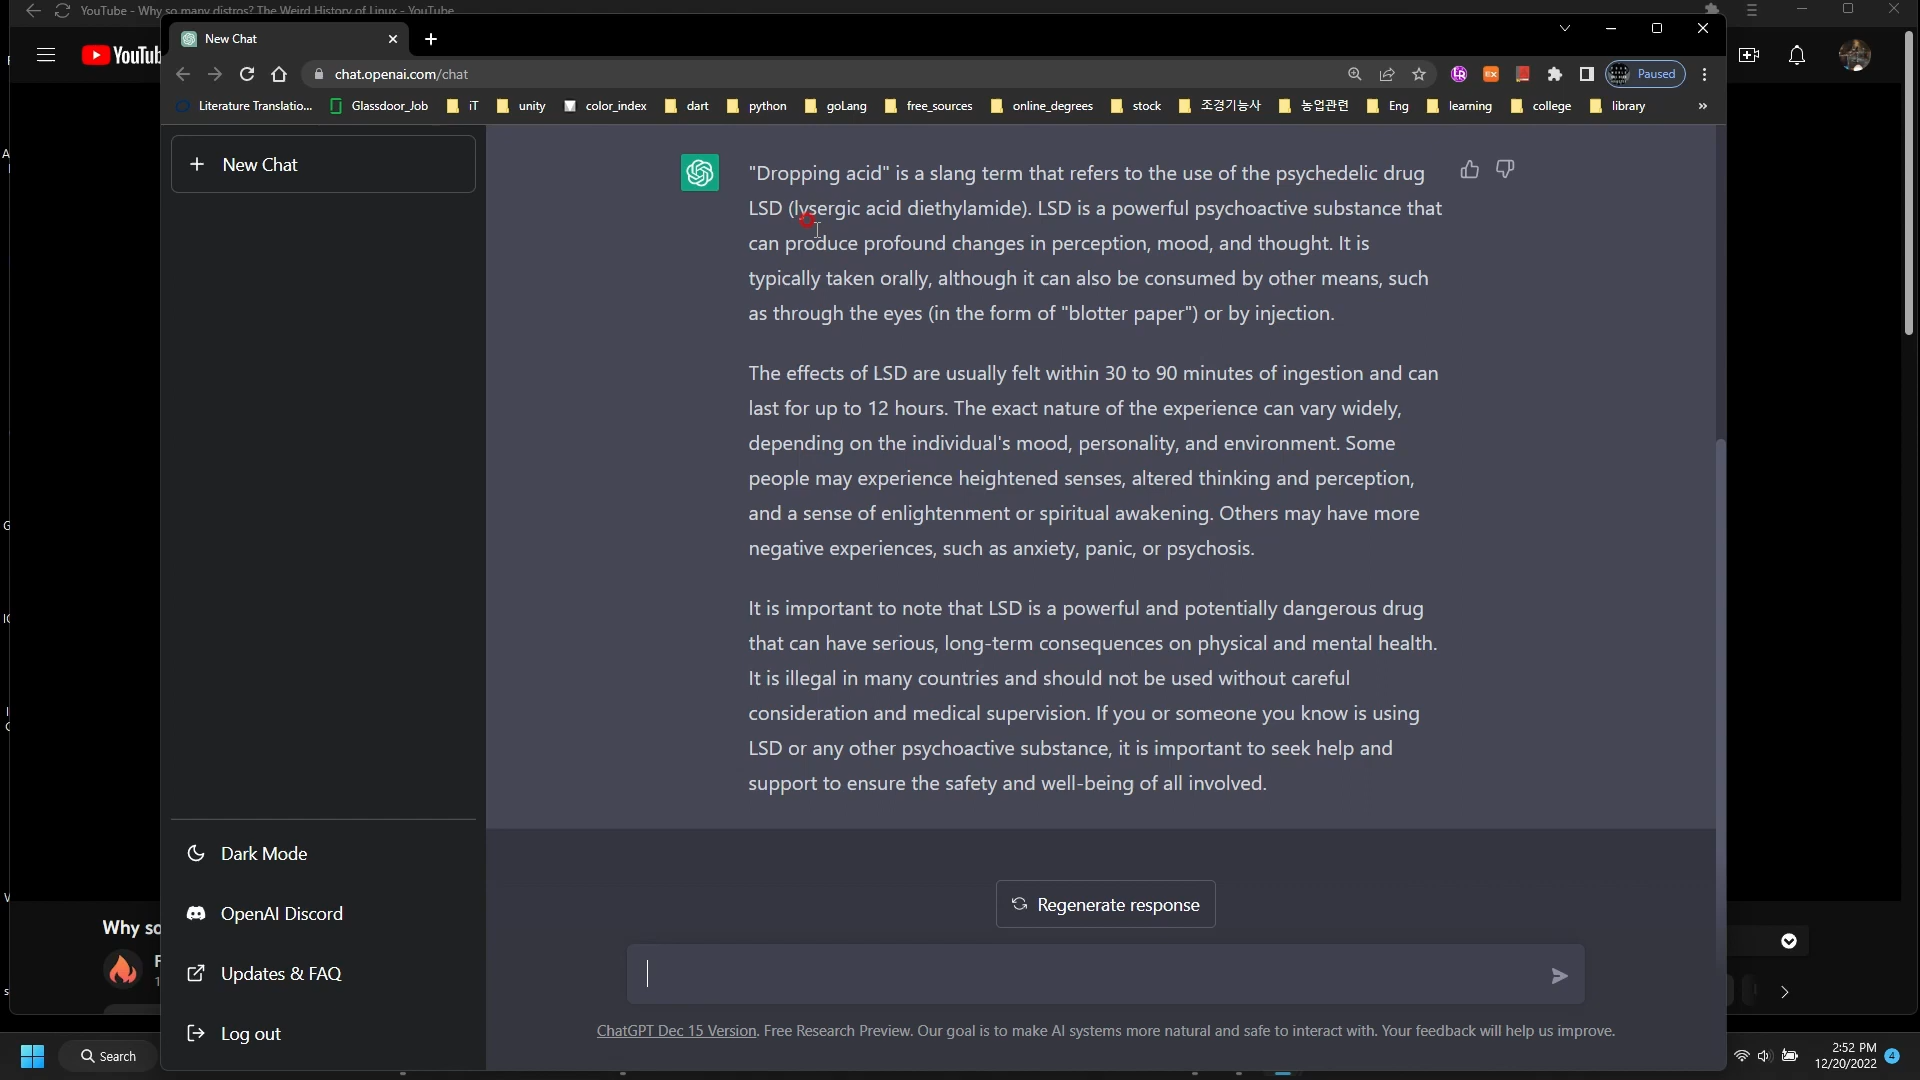 YouTube - Why so many distros? The Weird History of Linux - YouTube
New Chat
chat.openai.com/chat
Paused
Literature Translatio...
Glassdoor_Job
iT
unity
color_index
dart
python
goLang
free_sources
online_degrees
stock
조경기능사
농업관련
Eng
learning
college
library
»
New Chat
"Dropping acid" is a slang term that refers to the use of the psychedelic drug
LSD (lysergic acid diethylamide). LSD is a powerful psychoactive substance that
can produce profound changes in perception, mood, and thought. It is
typically taken orally, although it can also be consumed by other means, such
as through the eyes (in the form of "blotter paper") or by injection.
The effects of LSD are usually felt within 30 to 90 minutes of ingestion and can
last for up to 12 hours. The exact nature of the experience can vary widely,
depending on the individual's mood, personality, and environment. Some
people may experience heightened senses, altered thinking and perception,
and a sense of enlightenment or spiritual awakening. Others may have more
negative experiences, such as anxiety, panic, or psychosis.
It is important to note that LSD is a powerful and potentially dangerous drug
that can have serious, long-term consequences on physical and mental health.
It is illegal in many countries and should not be used without careful
consideration and medical supervision. If you or someone you know is using
LSD or any other psychoactive substance, it is important to seek help and
support to ensure the safety and well-being of all involved.
Dark Mode
OpenAI Discord
Updates & FAQ
Log out
Regenerate response
ChatGPT Dec 15 Version. Free Research Preview. Our goal is to make AI systems more natural and safe to interact with. Your feedback will help us improve.
Why
Search
2:52 PM
12/20/2022
4